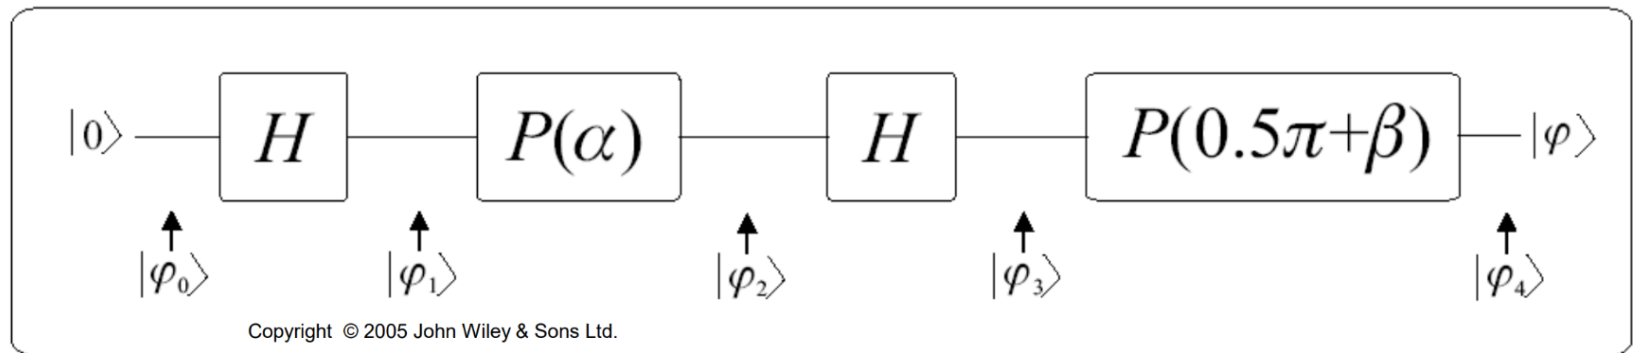 |0⟩ H P(α) H P(0.5π+β) |φ⟩
|φ₀⟩ |φ₁⟩ |φ₂⟩ |φ₃⟩ |φ₄⟩
Copyright © 2005 John Wiley & Sons Ltd.